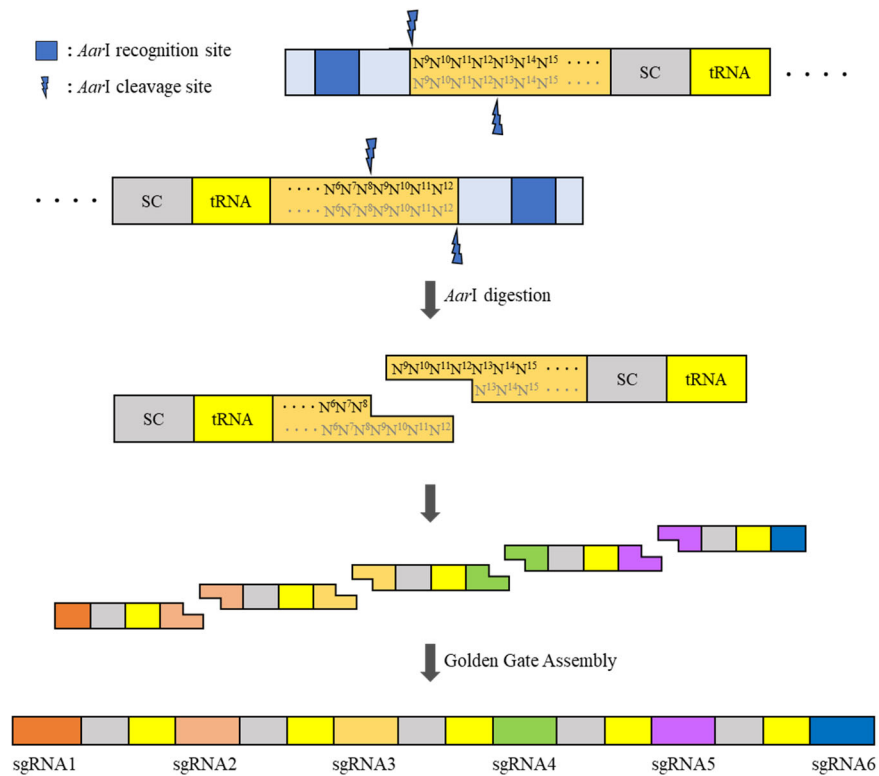 : AarI recognition site
: AarI cleavage site
N⁹N¹⁰N¹¹N¹²N¹³N¹⁴N¹⁵ · · · ·
N⁹N¹⁰N¹¹N¹²N¹³N¹⁴N¹⁵ · · · ·
SC
tRNA
· · · ·
· · · ·
SC
tRNA
· · · · N⁶N⁷N⁸N⁹N¹⁰N¹¹N¹²
· · · · N⁶N⁷N⁸N⁹N¹⁰N¹¹N¹²
AarI digestion
N⁹N¹⁰N¹¹N¹²N¹³N¹⁴N¹⁵ · · · ·
N¹³N¹⁴N¹⁵ · · · ·
SC
tRNA
SC
tRNA
· · · · N⁶N⁷N⁸
· · · · N⁶N⁷N⁸N⁹N¹⁰N¹¹N¹²
Golden Gate Assembly
sgRNA1
sgRNA2
sgRNA3
sgRNA4
sgRNA5
sgRNA6